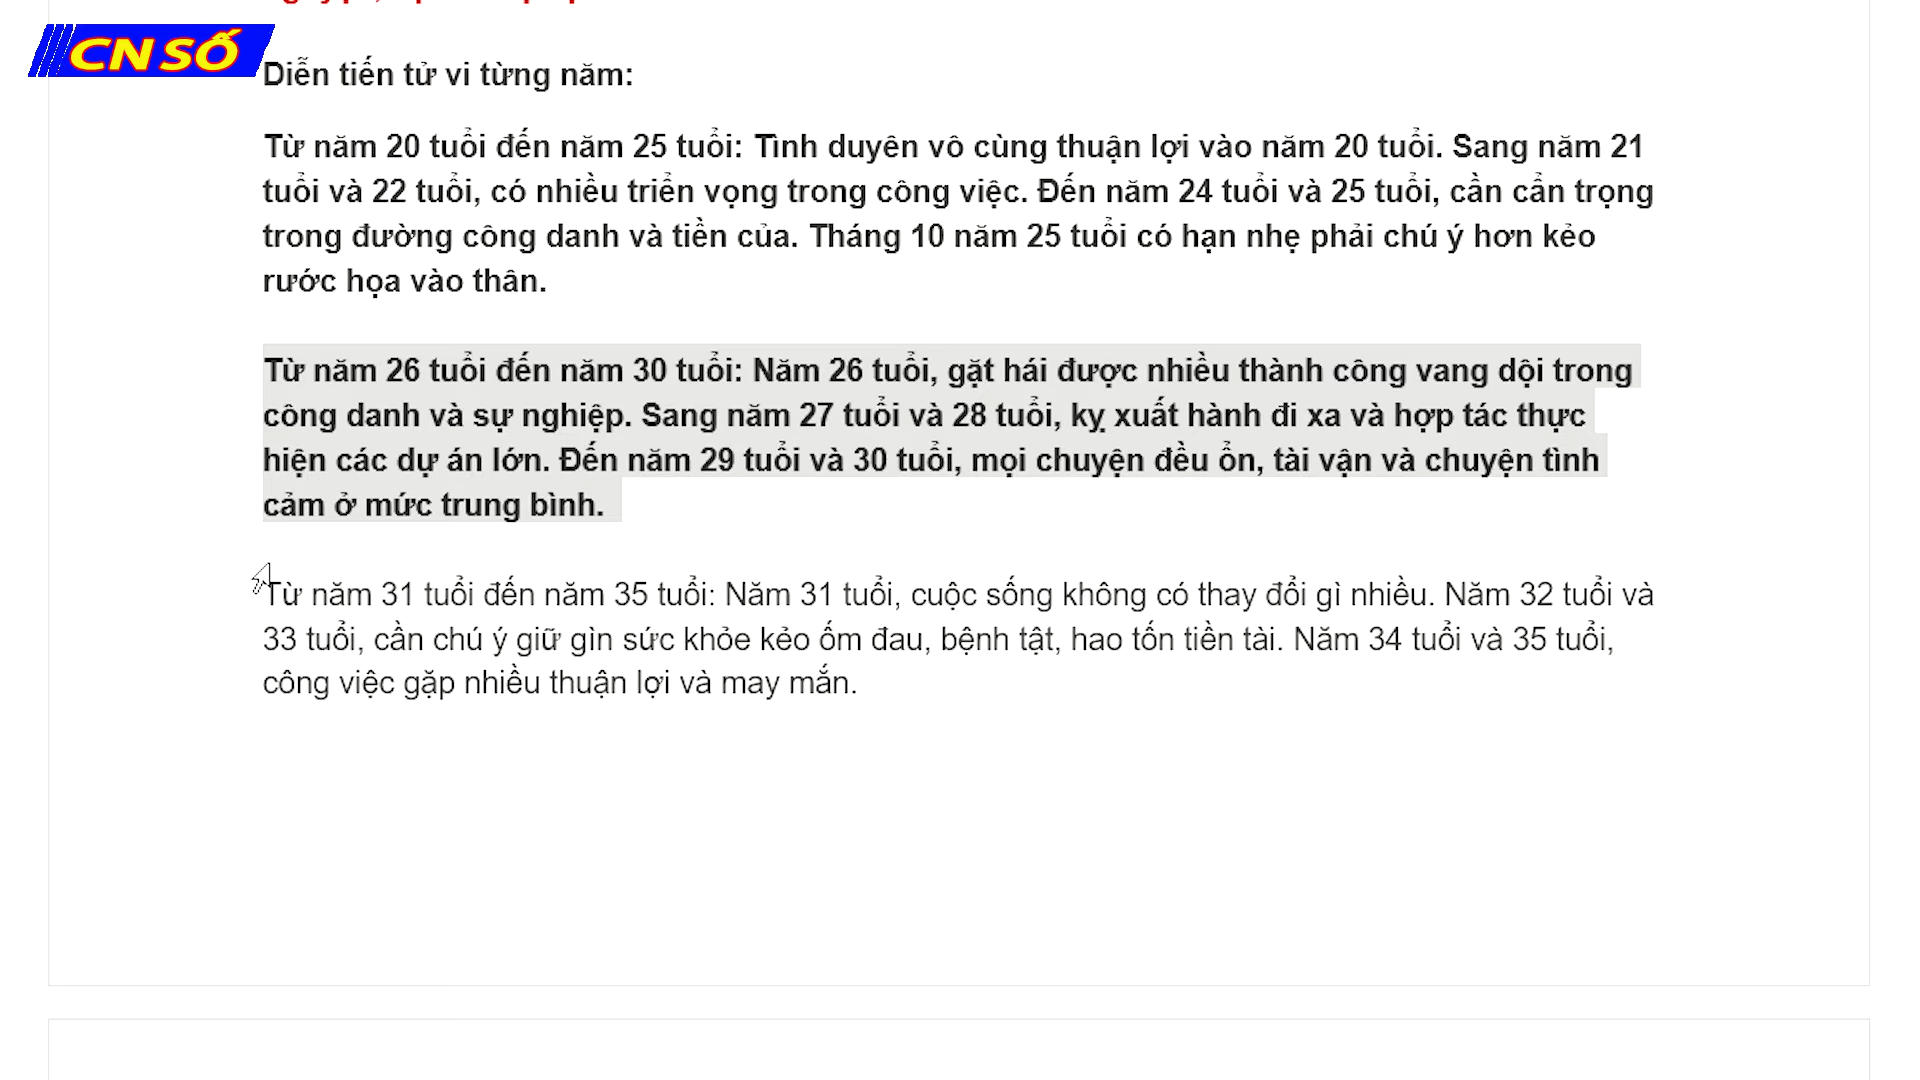 CN SỐ
Diễn tiến tử vi từng năm:
Từ năm 20 tuổi đến năm 25 tuổi: Tình duyên vô cùng thuận lợi vào năm 20 tuổi. Sang năm 21
tuổi và 22 tuổi, có nhiều triển vọng trong công việc. Đến năm 24 tuổi và 25 tuổi, cần cẩn trọng
trong đường công danh và tiền của. Tháng 10 năm 25 tuổi có hạn nhẹ phải chú ý hơn kẻo
rước họa vào thân.
Từ năm 26 tuổi đến năm 30 tuổi: Năm 26 tuổi, gặt hái được nhiều thành công vang dội trong
công danh và sự nghiệp. Sang năm 27 tuổi và 28 tuổi, kỵ xuất hành đi xa và hợp tác thực
hiện các dự án lớn. Đến năm 29 tuổi và 30 tuổi, mọi chuyện đều ổn, tài vận và chuyện tình
cảm ở mức trung bình.
Từ năm 31 tuổi đến năm 35 tuổi: Năm 31 tuổi, cuộc sống không có thay đổi gì nhiều. Năm 32 tuổi và
33 tuổi, cần chú ý giữ gìn sức khỏe kẻo ốm đau, bệnh tật, hao tốn tiền tài. Năm 34 tuổi và 35 tuổi,
công việc gặp nhiều thuận lợi và may mắn.